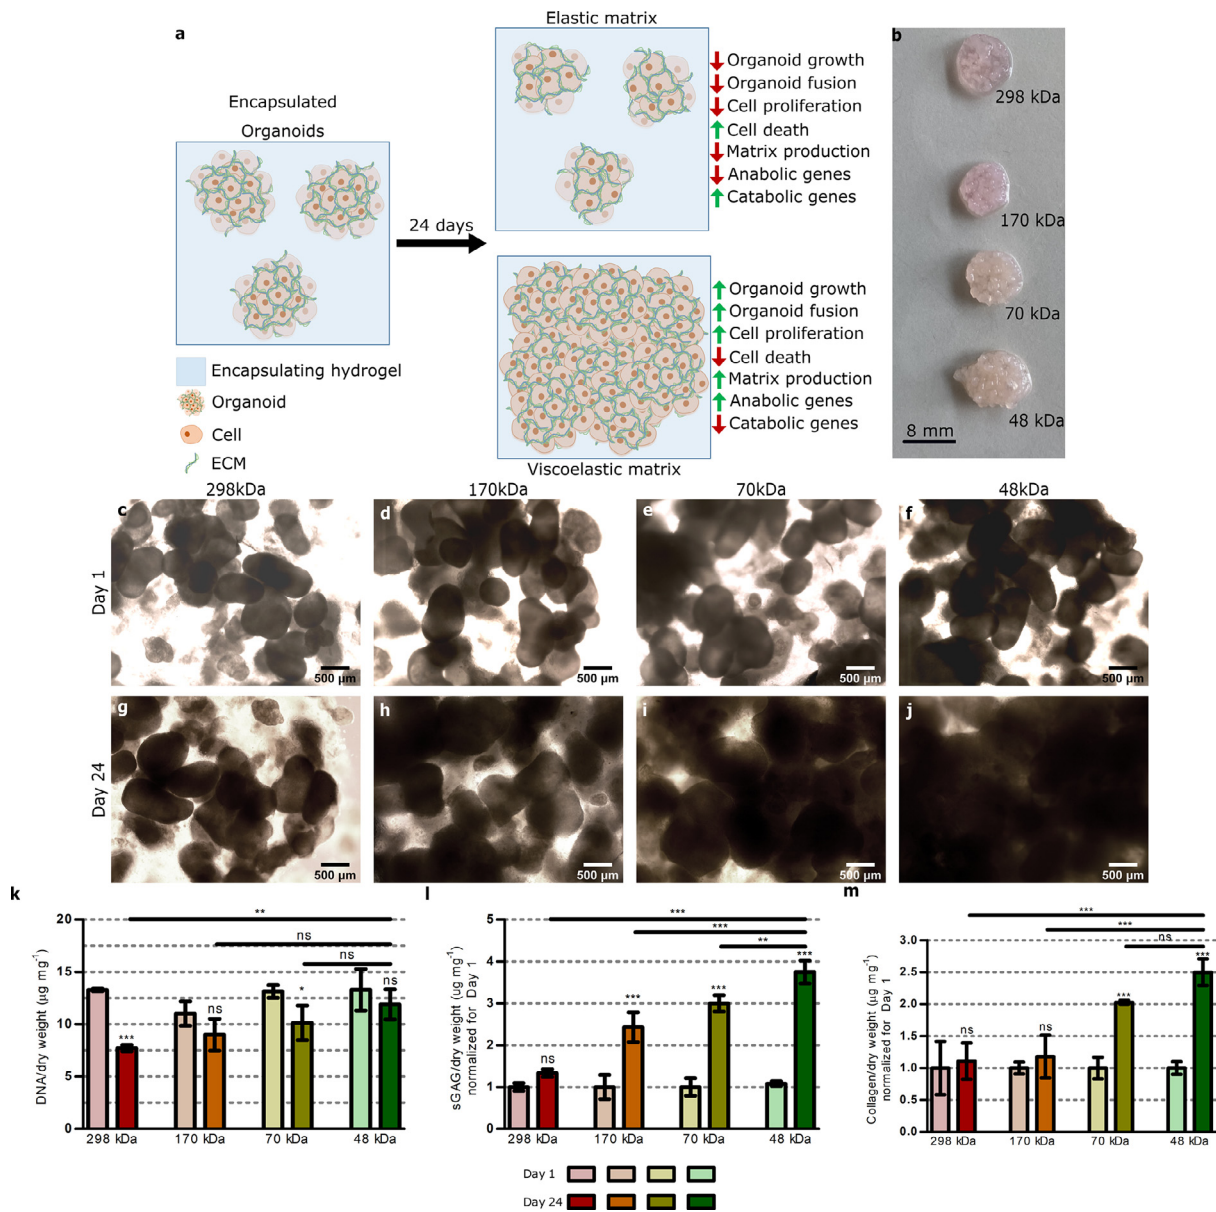 a
Encapsulated
Organoids
Encapsulating hydrogel
Organoid
Cell
ECM
24 days
Elastic matrix
Organoid growth
Organoid fusion
Cell proliferation
Cell death
Matrix production
Anabolic genes
Catabolic genes
Organoid growth
Organoid fusion
Cell proliferation
Cell death
Matrix production
Anabolic genes
Catabolic genes
Viscoelastic matrix
b
298 kDa
170 kDa
70 kDa
48 kDa
8 mm
298kDa 170kDa 70kDa 48kDa
Day 1
c
500 µm
d
500 µm
e
500 µm
f
500 µm
Day 24
g
500 µm
h
500 µm
i
500 µm
j
500 µm
k
DNA/dry weight (µg mg-1)
20
15
10
5
0
**
ns
ns
***
ns
*
ns
298 kDa 170 kDa 70 kDa 48 kDa
l
sGAG/dry weight (µg mg-1)
normalized for Day 1
5
4
3
2
1
0
***
***
**
ns
***
***
***
298 kDa 170 kDa 70 kDa 48 kDa
m
Collagen/dry weight (µg mg-1)
normalized for Day 1
3.0
2.5
2.0
1.5
1.0
0.5
0.0
***
***
ns
ns
ns
***
***
298 kDa 170 kDa 70 kDa 48 kDa
Day 1
Day 24